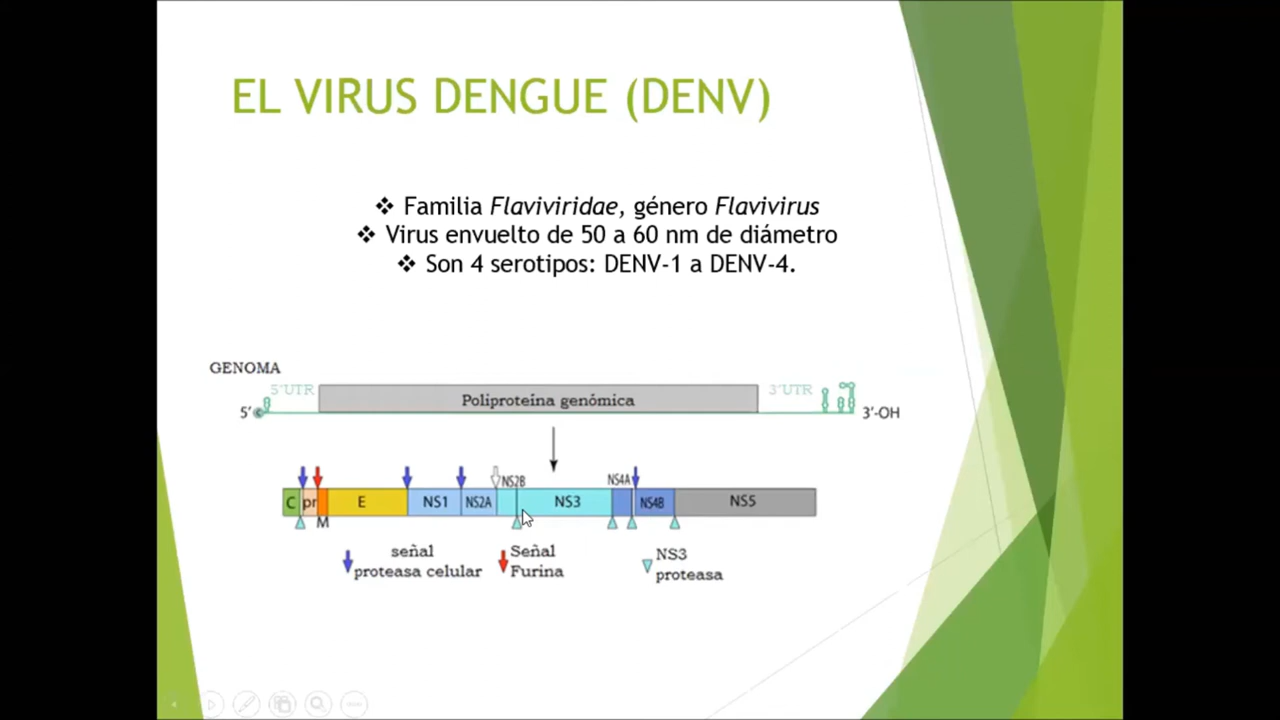 EL VIRUS DENGUE (DENV)
❖ Familia Flaviviridae, género Flavivirus
❖ Virus envuelto de 50 a 60 nm de diámetro
❖ Son 4 serotipos: DENV-1 a DENV-4.
GENOMA
5'UTR 3'UTR
Poliproteína genómica
5' 3'-OH
NS2B NS4A
C pr E NS1 NS2A NS3 NS4B NS5
M
señal
proteasa celular
Señal
Furina
NS3
proteasa